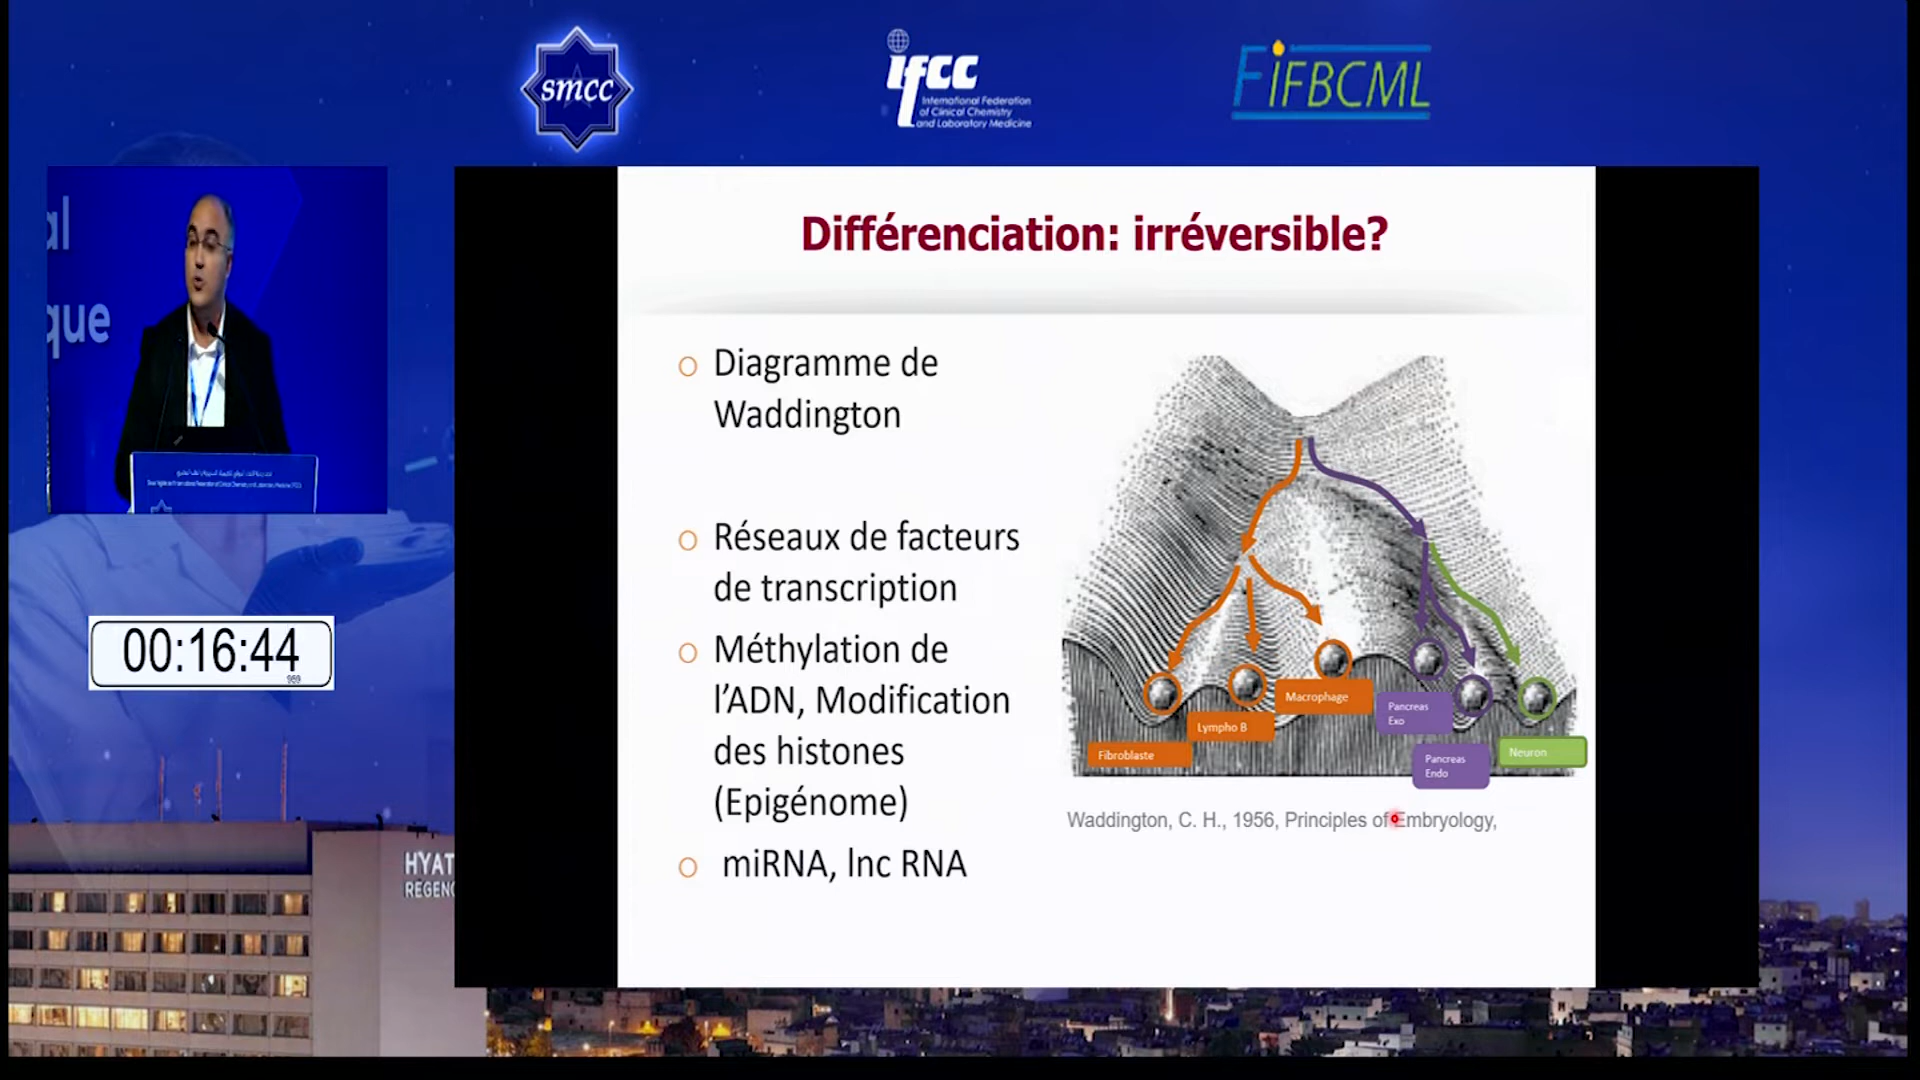 smcc
ifcc
International Federation
of Clinical Chemistry
and Laboratory Medicine
FIFBCML
al
que
00:16:44
HYAT
REGENC
Différenciation: irréversible?
o Diagramme de
Waddington
o Réseaux de facteurs
de transcription
o Méthylation de
l'ADN, Modification
des histones
(Epigénome)
o miRNA, lnc RNA
Macrophage
Lympho B
Fibroblaste
Pancreas
Exo
Pancreas
Endo
Neuron
Waddington, C. H., 1956, Principles of Embryology,